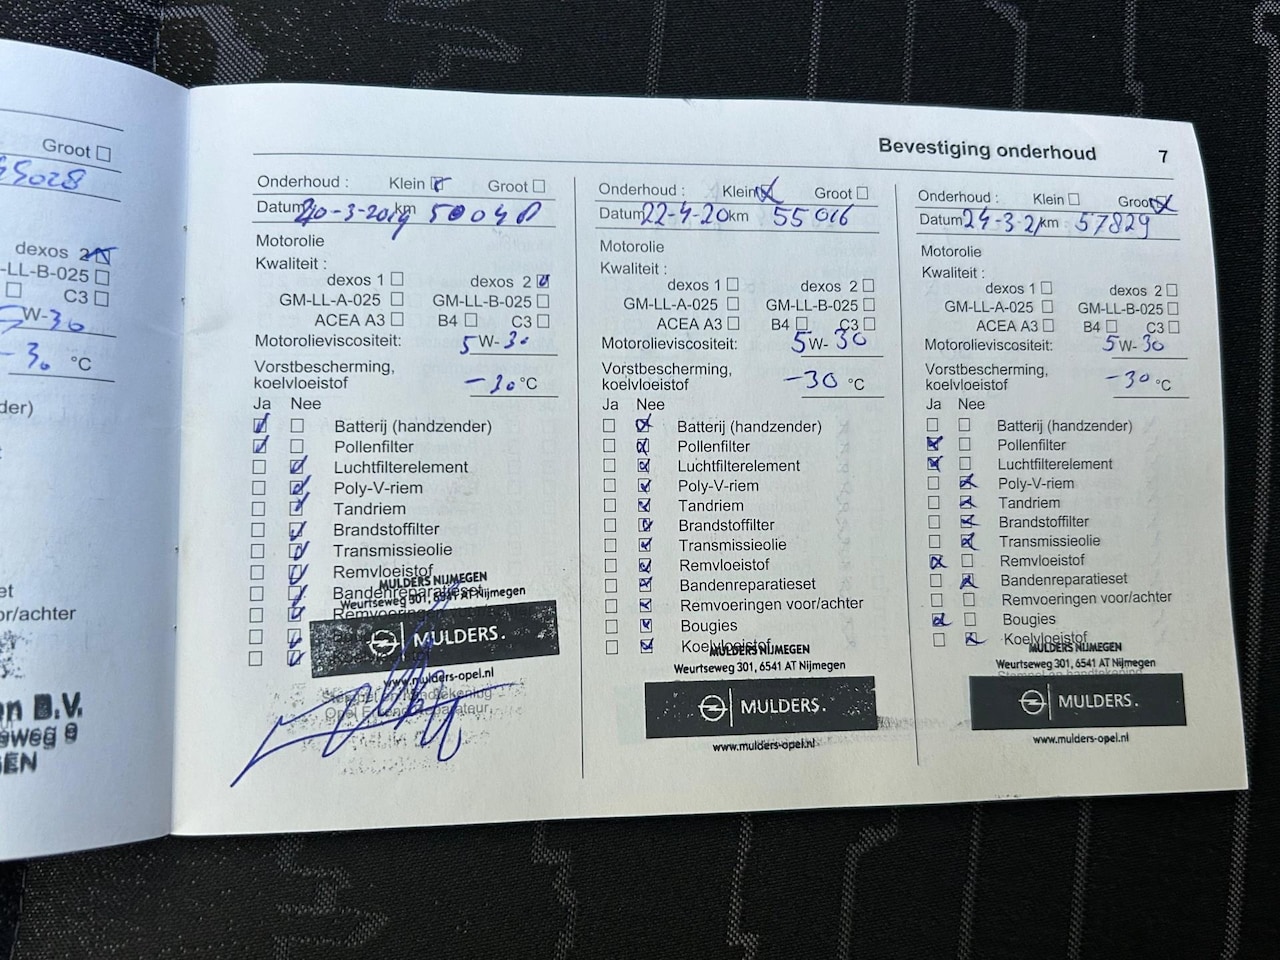 Groot
45028
dexos 2
-LL-B-025
C3
W-30
-30 °C
der)
et
or/achter
en B.V.
Bevestiging onderhoud 7
Onderhoud : Klein Groot
Datum 20-3-2019 km 50040
Motorolie
Kwaliteit :
dexos 1 dexos 2
GM-LL-A-025 GM-LL-B-025
ACEA A3 B4 C3
Motorolieviscositeit: 5W-30
Vorstbescherming,
koelvloeistof -30 °C
Ja Nee
Batterij (handzender)
Pollenfilter
Luchtfilterelement
Poly-V-riem
Tandriem
Brandstoffilter
Transmissieolie
Remvloeistof
Bandenreparatieset
MULDERS NIJMEGEN
Weurtseweg 301, 6541 AT Nijmegen
MULDERS.
www.mulders-opel.nl
Onderhoud : Klein Groot
Datum 22-4-20 km 55016
Motorolie
Kwaliteit :
dexos 1 dexos 2
GM-LL-A-025 GM-LL-B-025
ACEA A3 B4 C3
Motorolieviscositeit: 5W-30
Vorstbescherming,
koelvloeistof -30 °C
Ja Nee
Batterij (handzender)
Pollenfilter
Luchtfilterelement
Poly-V-riem
Tandriem
Brandstoffilter
Transmissieolie
Remvloeistof
Bandenreparatieset
Remvoeringen voor/achter
Bougies
Koelvloeistof
MULDERS NIJMEGEN
Weurtseweg 301, 6541 AT Nijmegen
MULDERS.
www.mulders-opel.nl
Onderhoud : Klein Groot
Datum 24-3-21 km 57829
Motorolie
Kwaliteit :
dexos 1 dexos 2
GM-LL-A-025 GM-LL-B-025
ACEA A3 B4 C3
Motorolieviscositeit: 5W-30
Vorstbescherming,
koelvloeistof -30 °C
Ja Nee
Batterij (handzender)
Pollenfilter
Luchtfilterelement
Poly-V-riem
Tandriem
Brandstoffilter
Transmissieolie
Remvloeistof
Bandenreparatieset
Remvoeringen voor/achter
Bougies
Koelvloeistof
MULDERS NIJMEGEN
Weurtseweg 301, 6541 AT Nijmegen
MULDERS.
www.mulders-opel.nl